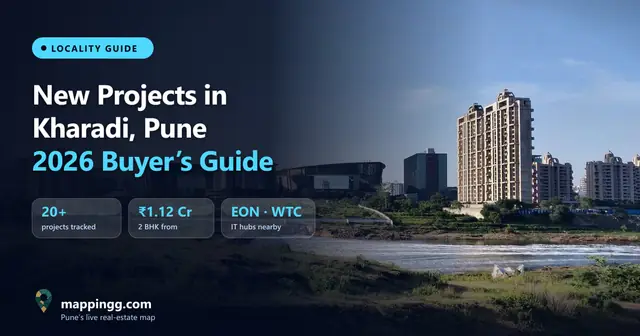 LOCALITY GUIDE
New Projects in
Kharadi, Pune
2026 Buyer's Guide
20+
projects tracked
₹1.12 Cr
2 BHK from
EON · WTC
IT hubs nearby
mappingg.com
Pune's live real-estate map